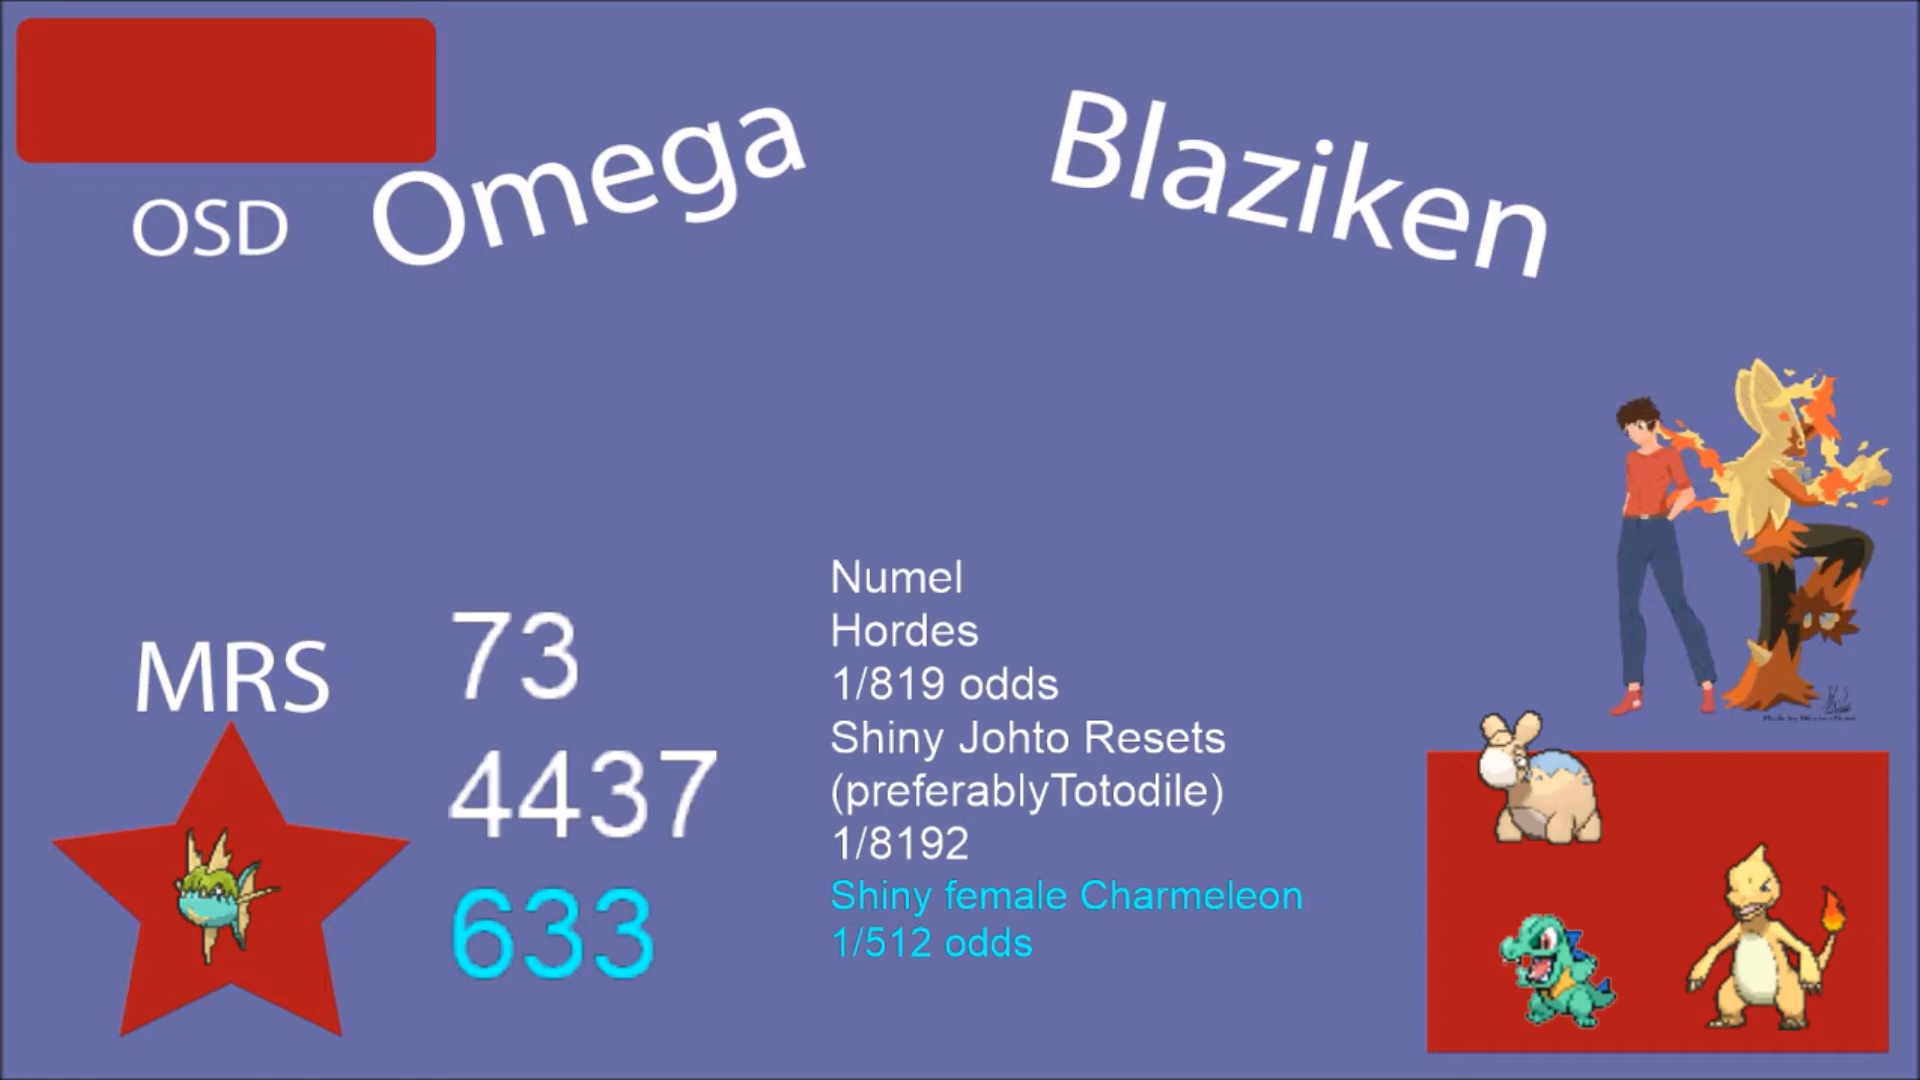 OSD
Omega
Blaziken
MRS
73
4437
633
Numel
Hordes
1/819 odds
Shiny Johto Resets
(preferablyTotodile)
1/8192
Shiny female Charmeleon
1/512 odds